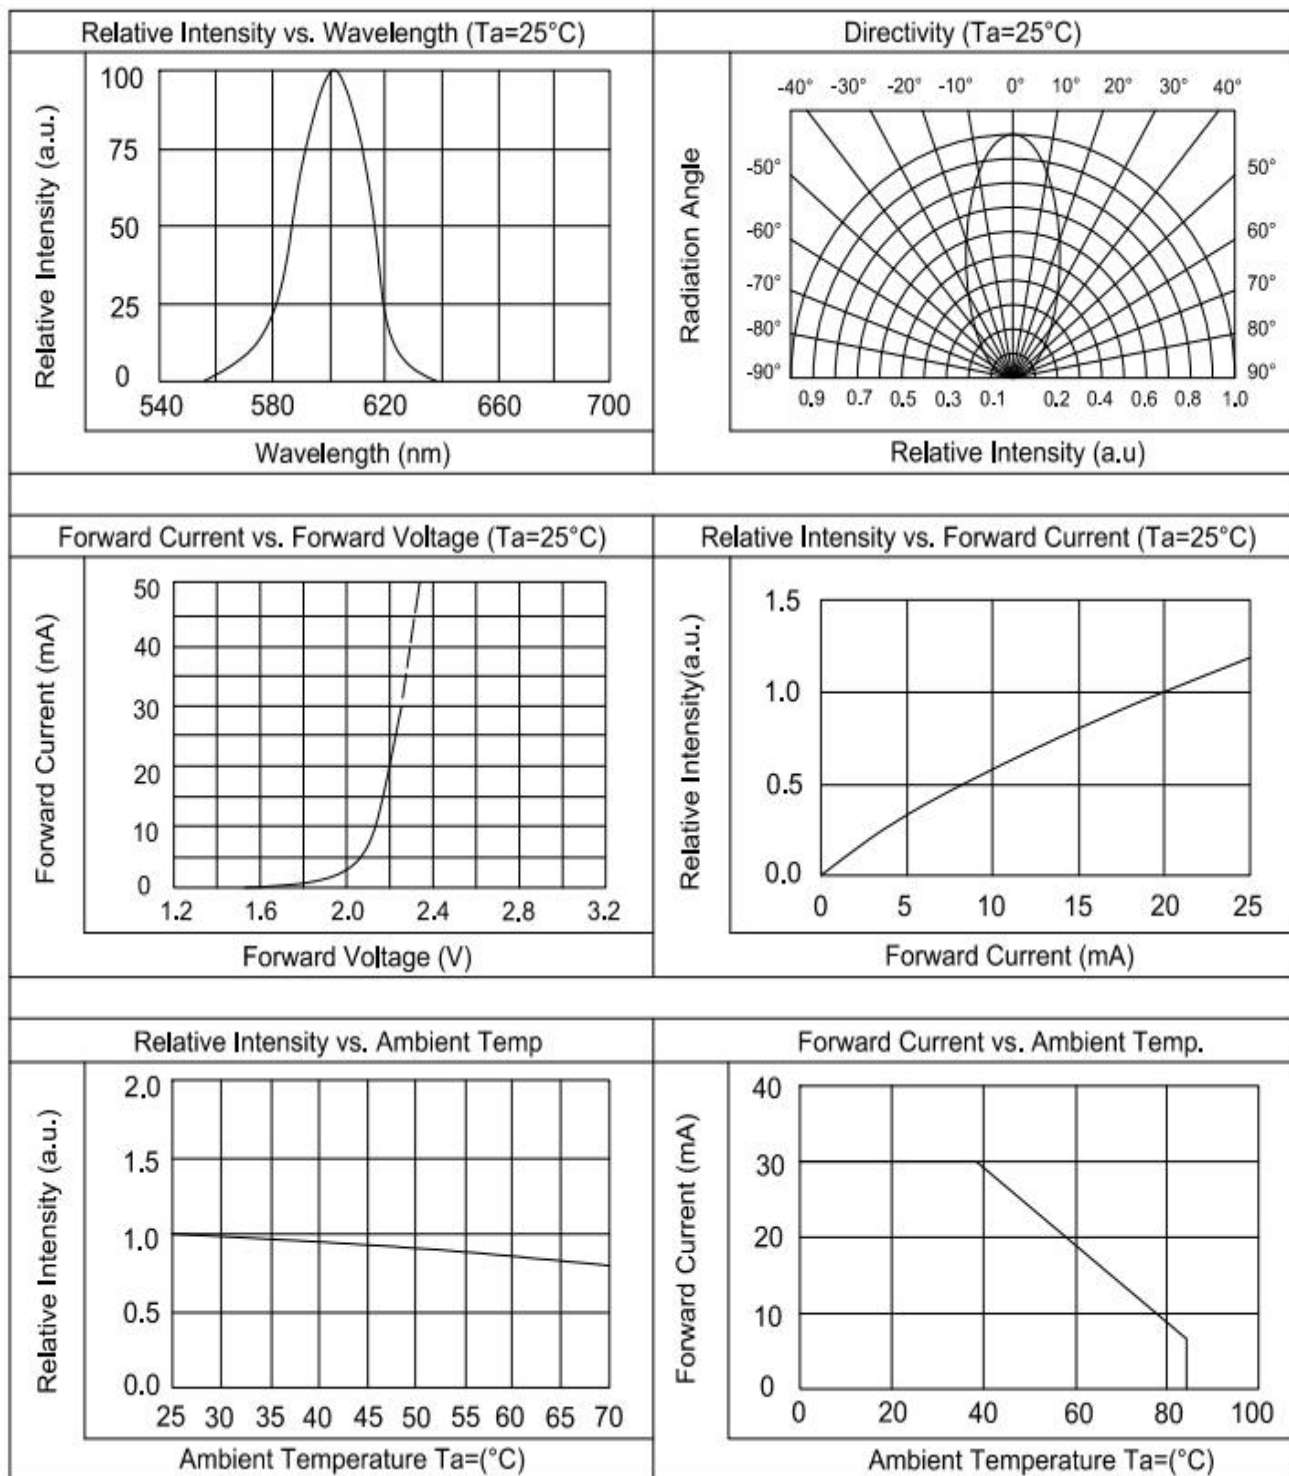 Relative Intensity vs. Wavelength (Ta=25°C)
Relative Intensity (a.u.)
100
75
50
25
0
540 580 620 660 700
Wavelength (nm)
Directivity (Ta=25°C)
Radiation Angle
-40° -30° -20° -10° 0° 10° 20° 30° 40°
-50° 50°
-60° 60°
-70° 70°
-80° 80°
-90° 90°
0.9 0.7 0.5 0.3 0.1 0.2 0.4 0.6 0.8 1.0
Relative Intensity (a.u)
Forward Current vs. Forward Voltage (Ta=25°C)
Forward Current (mA)
50
40
30
20
10
0
1.2 1.6 2.0 2.4 2.8 3.2
Forward Voltage (V)
Relative Intensity vs. Forward Current (Ta=25°C)
Relative Intensity(a.u.)
1.5
1.0
0.5
0.0
0 5 10 15 20 25
Forward Current (mA)
Relative Intensity vs. Ambient Temp
Relative Intensity (a.u.)
2.0
1.5
1.0
0.5
0.0
25 30 35 40 45 50 55 60 65 70
Ambient Temperature Ta=(°C)
Forward Current vs. Ambient Temp.
Forward Current (mA)
40
30
20
10
0
0 20 40 60 80 100
Ambient Temperature Ta=(°C)